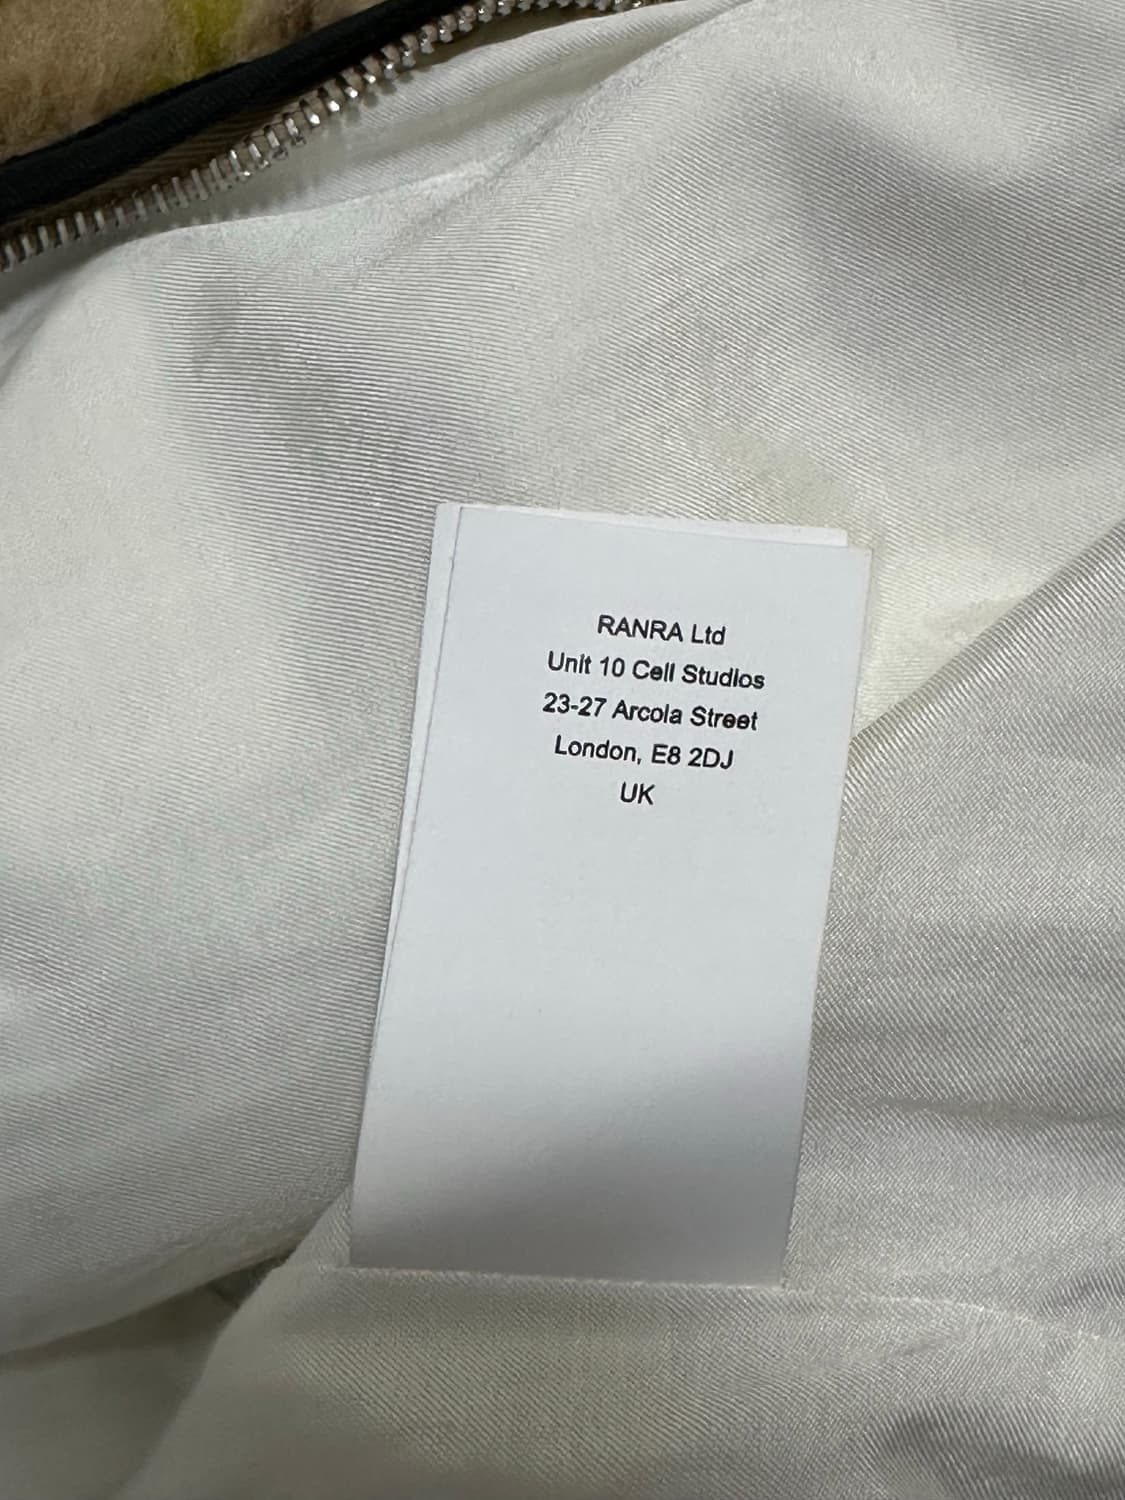 RANRA Ltd
Unit 10 Cell Studios
23-27 Arcola Street
London, E8 2DJ
UK